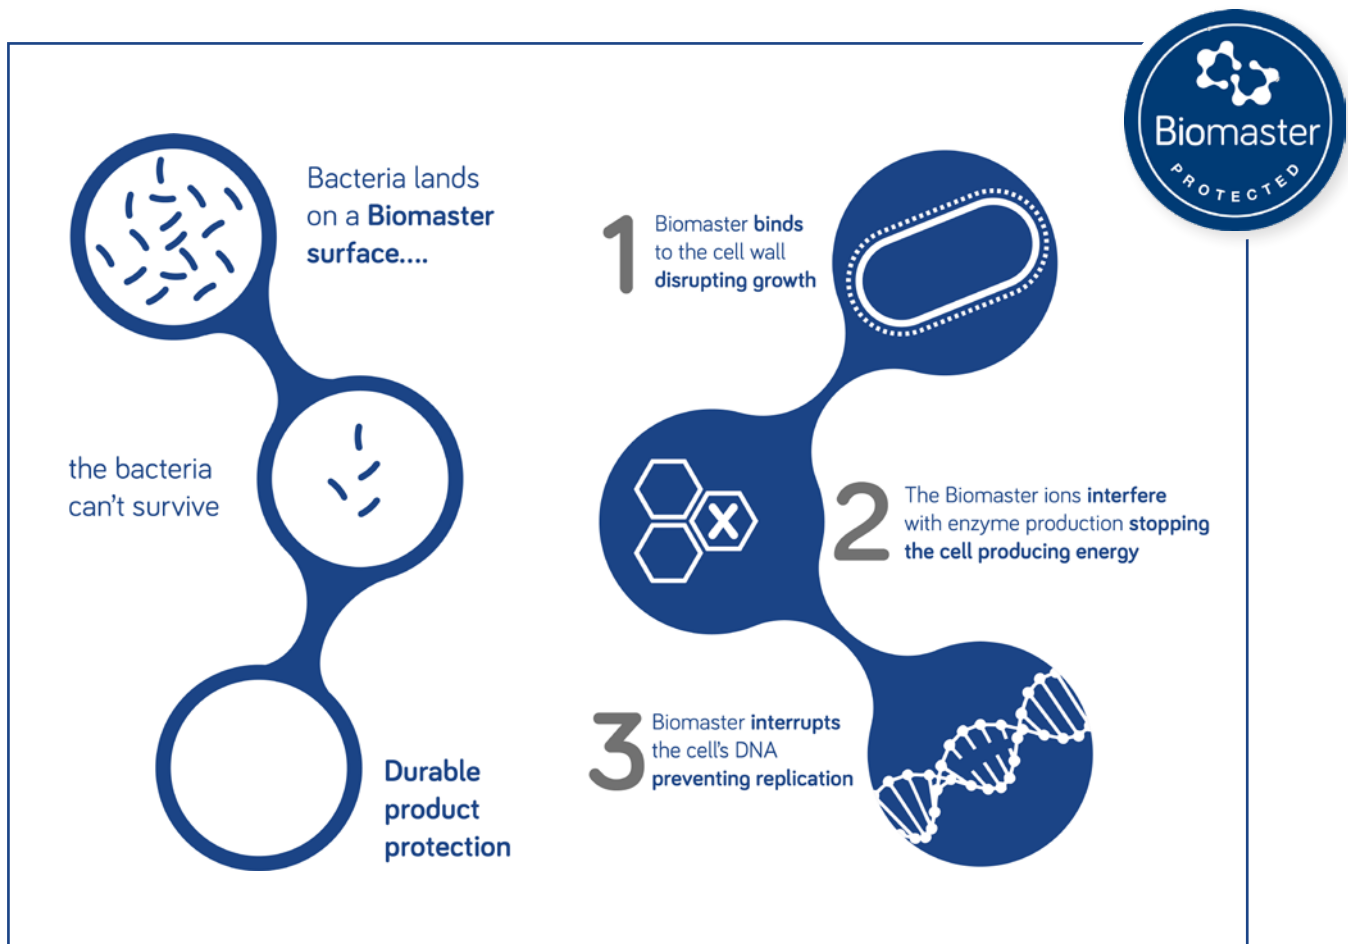 Biomaster
PROTECTED
Bacteria lands
on a Biomaster
surface....
the bacteria
can't survive
Durable
product
protection
1
Biomaster binds
to the cell wall
disrupting growth
X
2
The Biomaster ions interfere
with enzyme production stopping
the cell producing energy
3
Biomaster interrupts
the cell's DNA
preventing replication